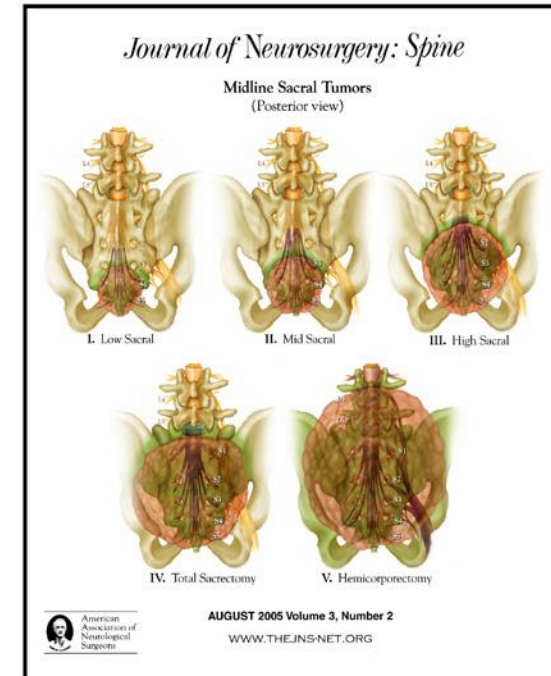 Journal of Neurosurgery: Spine
Midline Sacral Tumors
(Posterior view)
I. Low Sacral
II. Mid Sacral
III. High Sacral
IV. Total Sacrectomy
V. Hemicorporectomy
American
Association of
Neurological
Surgeons
AUGUST 2005 Volume 3, Number 2
WWW.THEJNS-NET.ORG